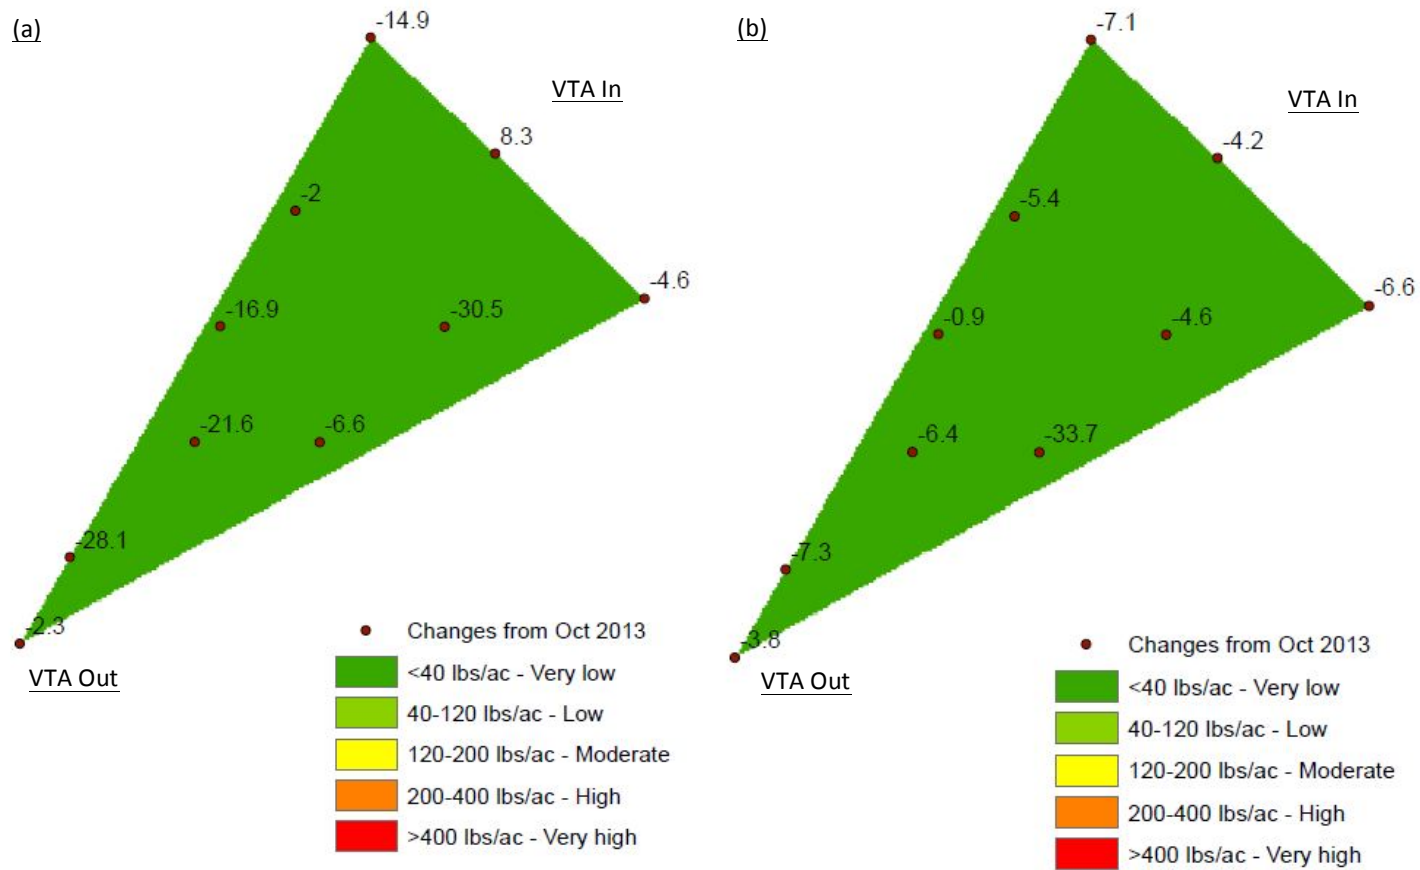 (a)
-14.9
VTA In
8.3
-2
-4.6
-16.9
-30.5
-21.6
-6.6
-28.1
-2.3
VTA Out
Changes from Oct 2013
<40 lbs/ac - Very low
40-120 lbs/ac - Low
120-200 lbs/ac - Moderate
200-400 lbs/ac - High
>400 lbs/ac - Very high
(b)
-7.1
VTA In
-4.2
-5.4
-6.6
-0.9
-4.6
-6.4
-33.7
-7.3
-3.8
VTA Out
Changes from Oct 2013
<40 lbs/ac - Very low
40-120 lbs/ac - Low
120-200 lbs/ac - Moderate
200-400 lbs/ac - High
>400 lbs/ac - Very high